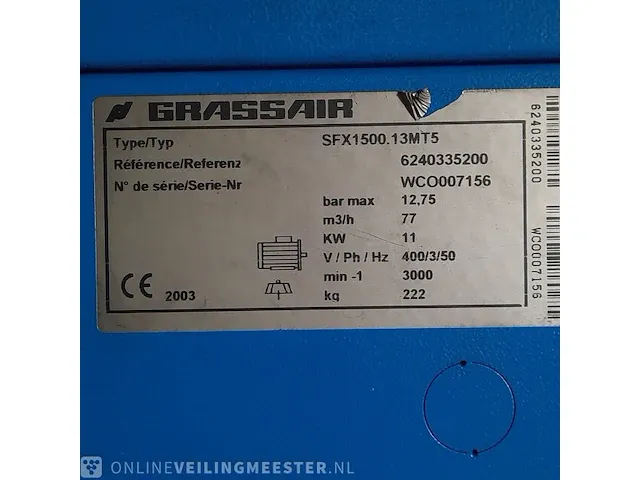 GRASSAIR
Type/Typ SFX1500.13MT5
Référence/Referenz 6240335200
N° de série/Serie-Nr WCO007156
bar max 12,75
m3/h 77
KW 11
V / Ph / Hz 400/3/50
min -1 3000
kg 222
CE 2003
6240335200
WCO007156
ONLINEVEILINGMEESTER.NL